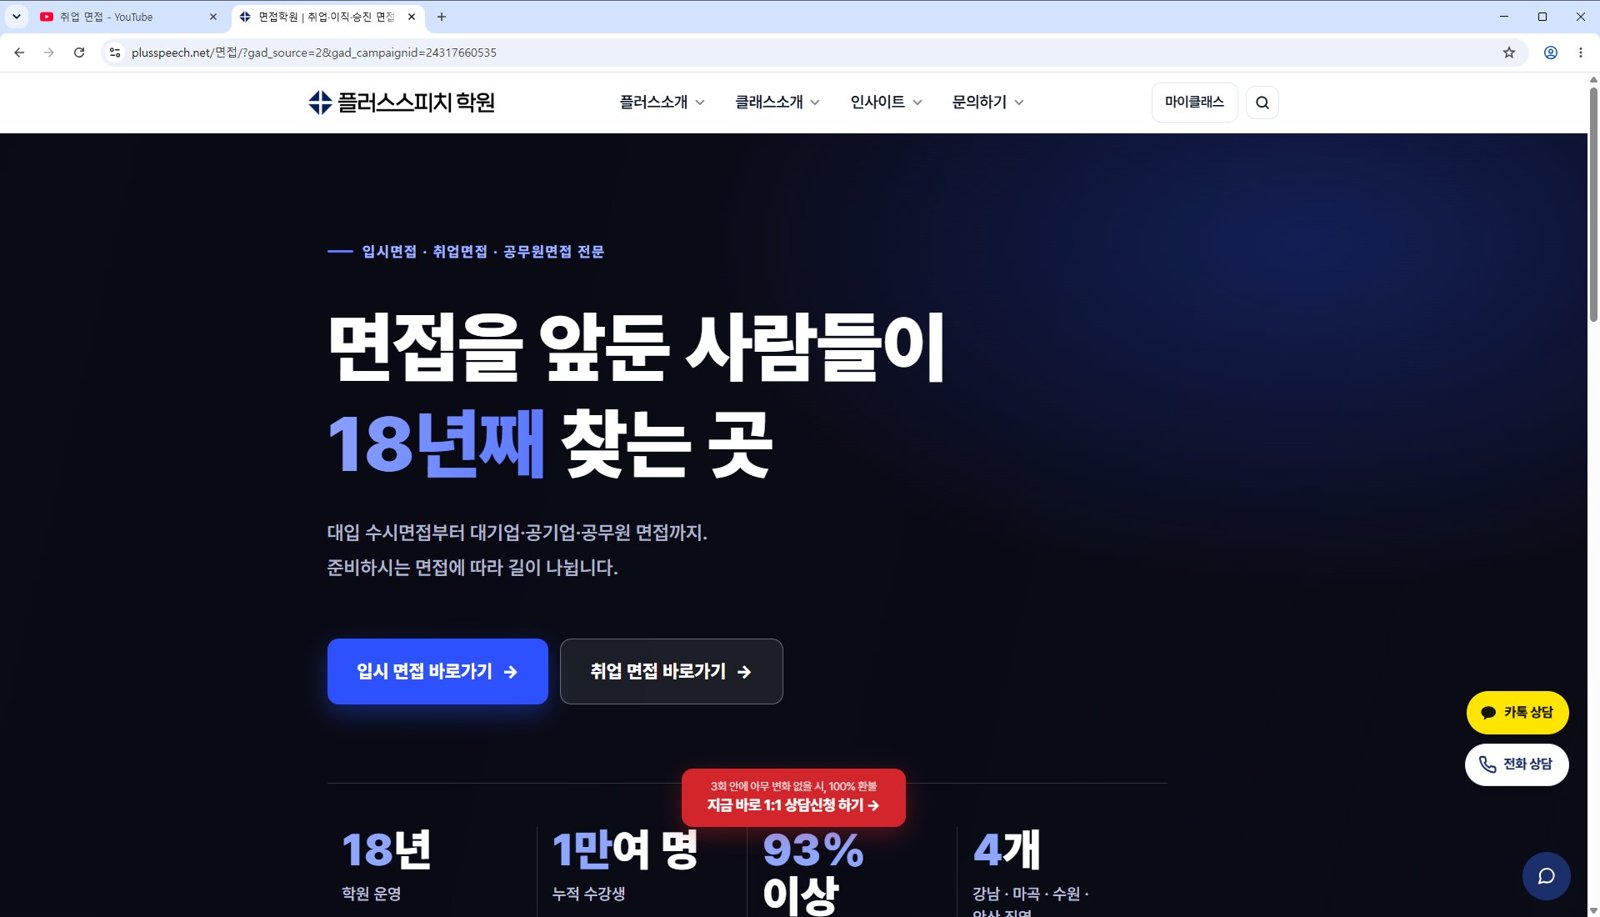 취업 면접 - YouTube
면접학원 | 취업·이직·승진 면접
plusspeech.net/면접/?gad_source=2&gad_campaignid=24317660535
플러스스피치 학원
플러스소개
클래스소개
인사이트
문의하기
마이클래스
입시면접 · 취업면접 · 공무원면접 전문
면접을 앞둔 사람들이
18년째 찾는 곳
대입 수시면접부터 대기업·공기업·공무원 면접까지.
준비하시는 면접에 따라 길이 나뉩니다.
입시 면접 바로가기 →
취업 면접 바로가기 →
카톡 상담
전화 상담
3회 안에 아무 변화 없을 시, 100% 환불
지금 바로 1:1 상담신청 하기 →
18년
학원 운영
1만여 명
누적 수강생
93%
이상
4개
강남 · 마곡 · 수원 ·